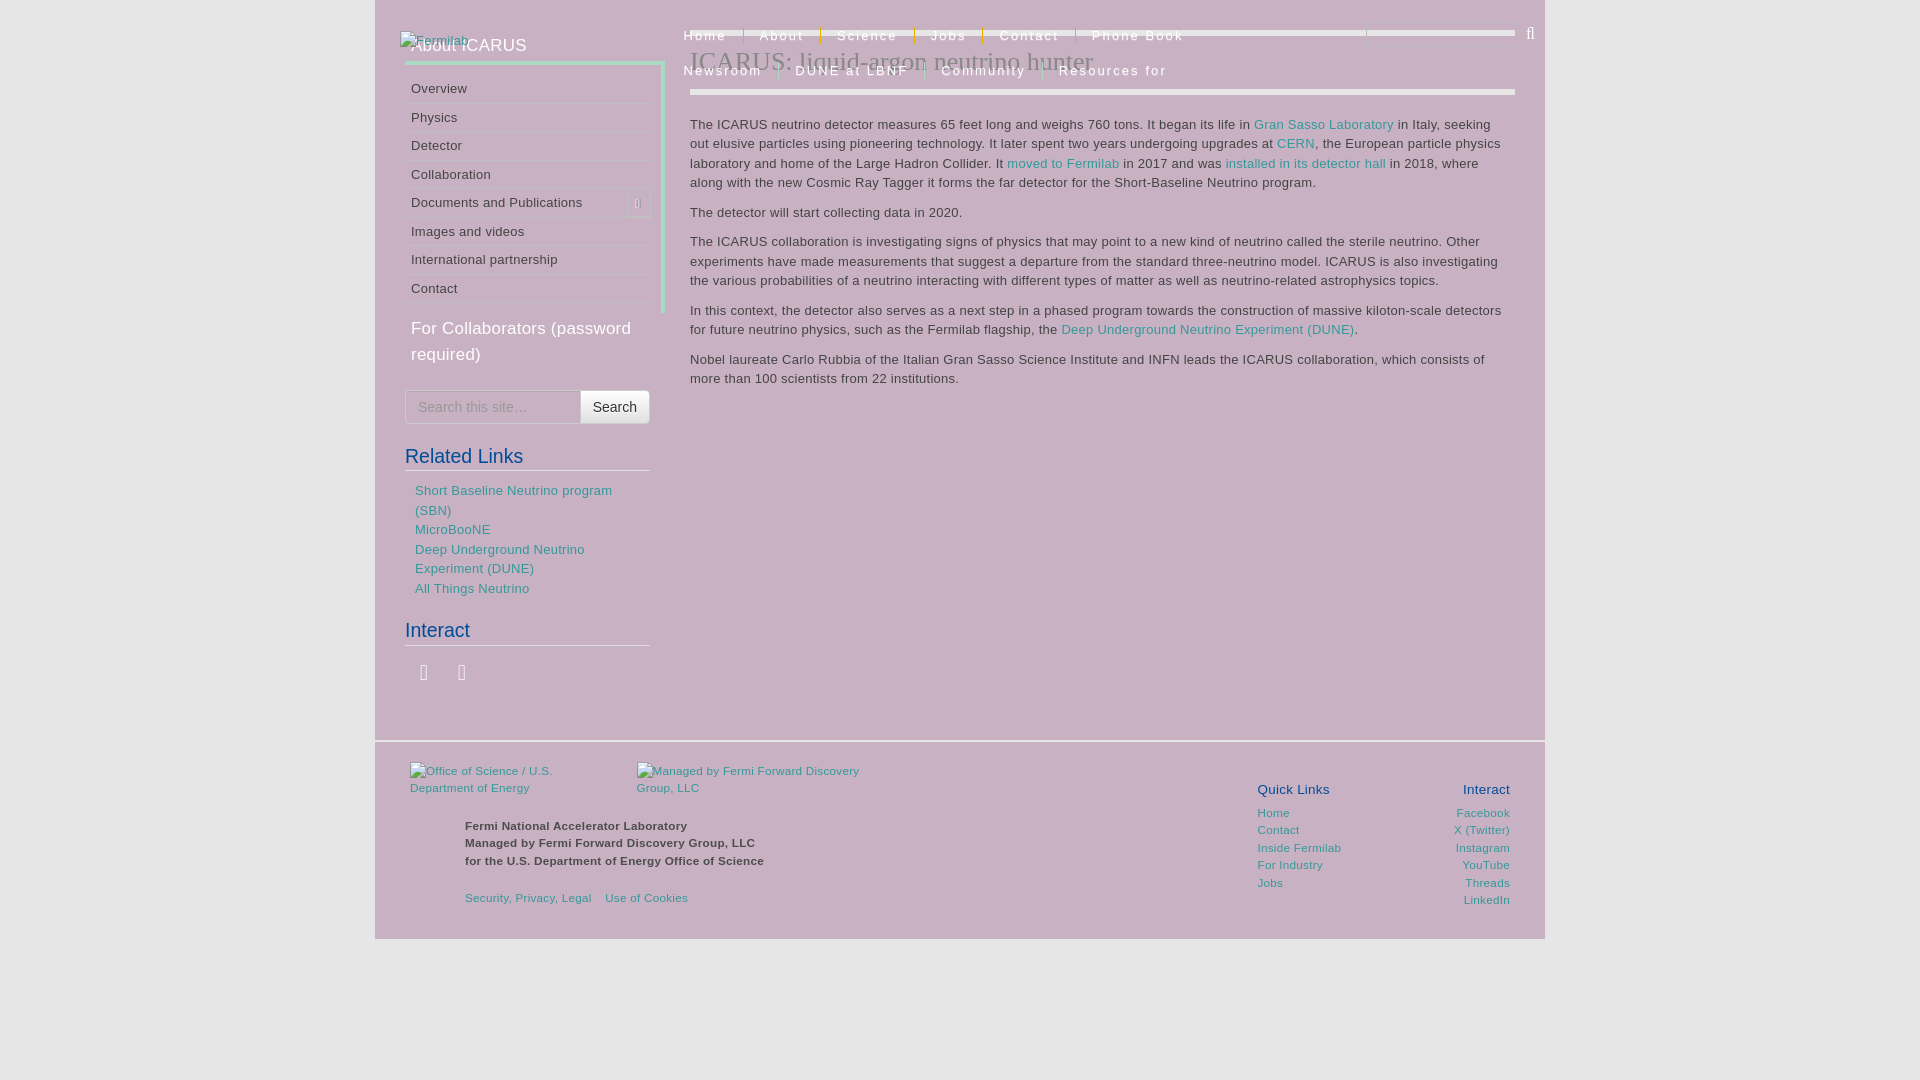 Fermilab
Home About Science Jobs Contact Phone Book
Newsroom DUNE at LBNF Community Resources for
About ICARUS
Overview
Physics
Detector
Collaboration
Documents and Publications
Images and videos
International partnership
Contact
For Collaborators (password
required)
Search this site…
Search
Related Links
Short Baseline Neutrino program
(SBN)
MicroBooNE
Deep Underground Neutrino
Experiment (DUNE)
All Things Neutrino
Interact
ICARUS: liquid-argon neutrino hunter
The ICARUS neutrino detector measures 65 feet long and weighs 760 tons. It began its life in Gran Sasso Laboratory in Italy, seeking
out elusive particles using pioneering technology. It later spent two years undergoing upgrades at CERN, the European particle physics
laboratory and home of the Large Hadron Collider. It moved to Fermilab in 2017 and was installed in its detector hall in 2018, where
along with the new Cosmic Ray Tagger it forms the far detector for the Short-Baseline Neutrino program.
The detector will start collecting data in 2020.
The ICARUS collaboration is investigating signs of physics that may point to a new kind of neutrino called the sterile neutrino. Other
experiments have made measurements that suggest a departure from the standard three-neutrino model. ICARUS is also investigating
the various probabilities of a neutrino interacting with different types of matter as well as neutrino-related astrophysics topics.
In this context, the detector also serves as a next step in a phased program towards the construction of massive kiloton-scale detectors
for future neutrino physics, such as the Fermilab flagship, the Deep Underground Neutrino Experiment (DUNE).
Nobel laureate Carlo Rubbia of the Italian Gran Sasso Science Institute and INFN leads the ICARUS collaboration, which consists of
more than 100 scientists from 22 institutions.
Office of Science / U.S.
Department of Energy
Managed by Fermi Forward Discovery
Group, LLC
Fermi National Accelerator Laboratory
Managed by Fermi Forward Discovery Group, LLC
for the U.S. Department of Energy Office of Science
Security, Privacy, Legal Use of Cookies
Quick Links
Home
Contact
Inside Fermilab
For Industry
Jobs
Interact
Facebook
X (Twitter)
Instagram
YouTube
Threads
LinkedIn